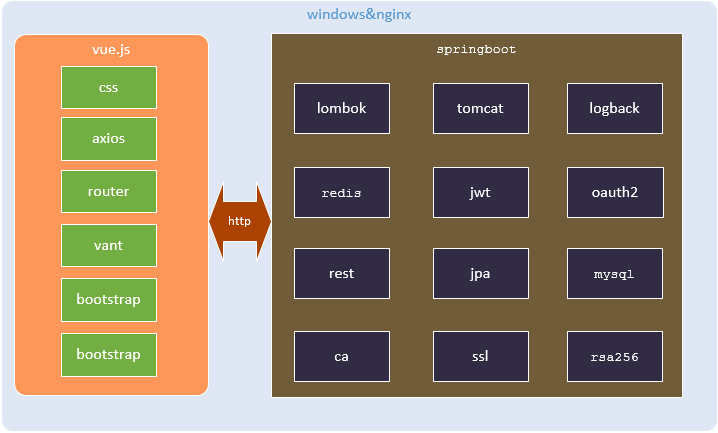 windows&nginx
vue.js
css
axios
router
vant
bootstrap
bootstrap
http
springboot
lombok
tomcat
logback
redis
jwt
oauth2
rest
jpa
mysql
ca
ssl
rsa256